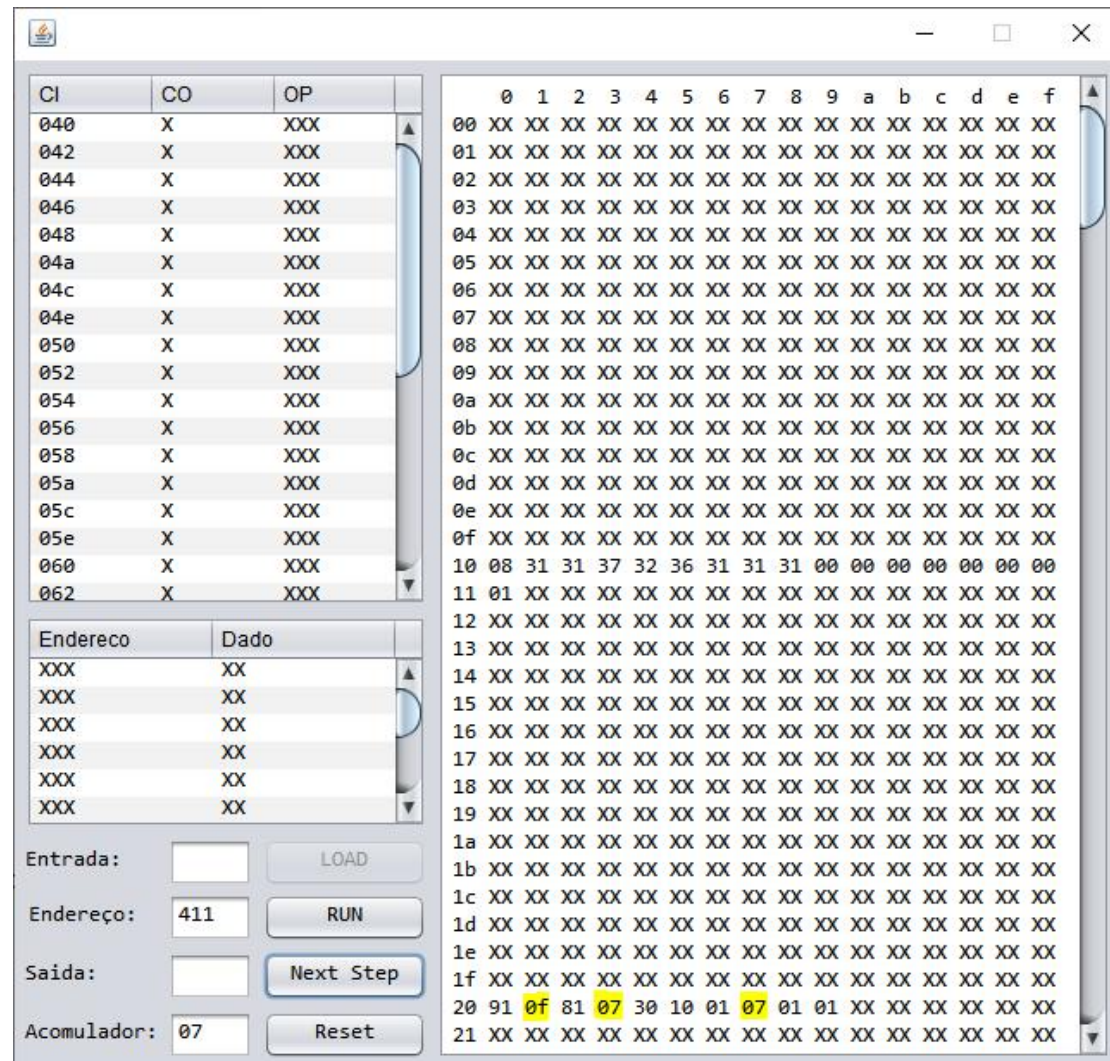 CI CO OP
040 X XXX
042 X XXX
044 X XXX
046 X XXX
048 X XXX
04a X XXX
04c X XXX
04e X XXX
050 X XXX
052 X XXX
054 X XXX
056 X XXX
058 X XXX
05a X XXX
05c X XXX
05e X XXX
060 X XXX
062 X XXX
Endereco Dado
XXX XX
XXX XX
XXX XX
XXX XX
XXX XX
XXX XX
Entrada: LOAD
Endereço: 411 RUN
Saida: Next Step
Acomulador: 07 Reset
0 1 2 3 4 5 6 7 8 9 a b c d e f
00 XX XX XX XX XX XX XX XX XX XX XX XX XX XX XX XX
01 XX XX XX XX XX XX XX XX XX XX XX XX XX XX XX XX
02 XX XX XX XX XX XX XX XX XX XX XX XX XX XX XX XX
03 XX XX XX XX XX XX XX XX XX XX XX XX XX XX XX XX
04 XX XX XX XX XX XX XX XX XX XX XX XX XX XX XX XX
05 XX XX XX XX XX XX XX XX XX XX XX XX XX XX XX XX
06 XX XX XX XX XX XX XX XX XX XX XX XX XX XX XX XX
07 XX XX XX XX XX XX XX XX XX XX XX XX XX XX XX XX
08 XX XX XX XX XX XX XX XX XX XX XX XX XX XX XX XX
09 XX XX XX XX XX XX XX XX XX XX XX XX XX XX XX XX
0a XX XX XX XX XX XX XX XX XX XX XX XX XX XX XX XX
0b XX XX XX XX XX XX XX XX XX XX XX XX XX XX XX XX
0c XX XX XX XX XX XX XX XX XX XX XX XX XX XX XX XX
0d XX XX XX XX XX XX XX XX XX XX XX XX XX XX XX XX
0e XX XX XX XX XX XX XX XX XX XX XX XX XX XX XX XX
0f XX XX XX XX XX XX XX XX XX XX XX XX XX XX XX XX
10 08 31 31 37 32 36 31 31 31 00 00 00 00 00 00 00
11 01 XX XX XX XX XX XX XX XX XX XX XX XX XX XX XX
12 XX XX XX XX XX XX XX XX XX XX XX XX XX XX XX XX
13 XX XX XX XX XX XX XX XX XX XX XX XX XX XX XX XX
14 XX XX XX XX XX XX XX XX XX XX XX XX XX XX XX XX
15 XX XX XX XX XX XX XX XX XX XX XX XX XX XX XX XX
16 XX XX XX XX XX XX XX XX XX XX XX XX XX XX XX XX
17 XX XX XX XX XX XX XX XX XX XX XX XX XX XX XX XX
18 XX XX XX XX XX XX XX XX XX XX XX XX XX XX XX XX
19 XX XX XX XX XX XX XX XX XX XX XX XX XX XX XX XX
1a XX XX XX XX XX XX XX XX XX XX XX XX XX XX XX XX
1b XX XX XX XX XX XX XX XX XX XX XX XX XX XX XX XX
1c XX XX XX XX XX XX XX XX XX XX XX XX XX XX XX XX
1d XX XX XX XX XX XX XX XX XX XX XX XX XX XX XX XX
1e XX XX XX XX XX XX XX XX XX XX XX XX XX XX XX XX
1f XX XX XX XX XX XX XX XX XX XX XX XX XX XX XX XX
20 91 0f 81 07 30 10 01 07 01 01 XX XX XX XX XX XX
21 XX XX XX XX XX XX XX XX XX XX XX XX XX XX XX XX